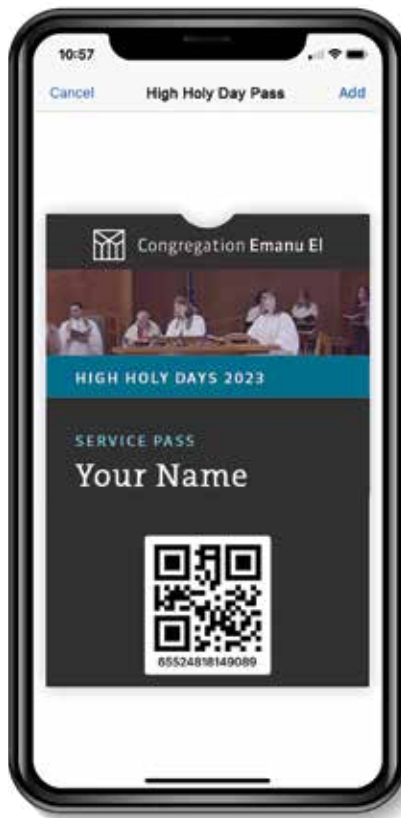 10:57
Cancel High Holy Day Pass Add
Congregation Emanu El
HIGH HOLY DAYS 2023
SERVICE PASS
Your Name
65524818149089